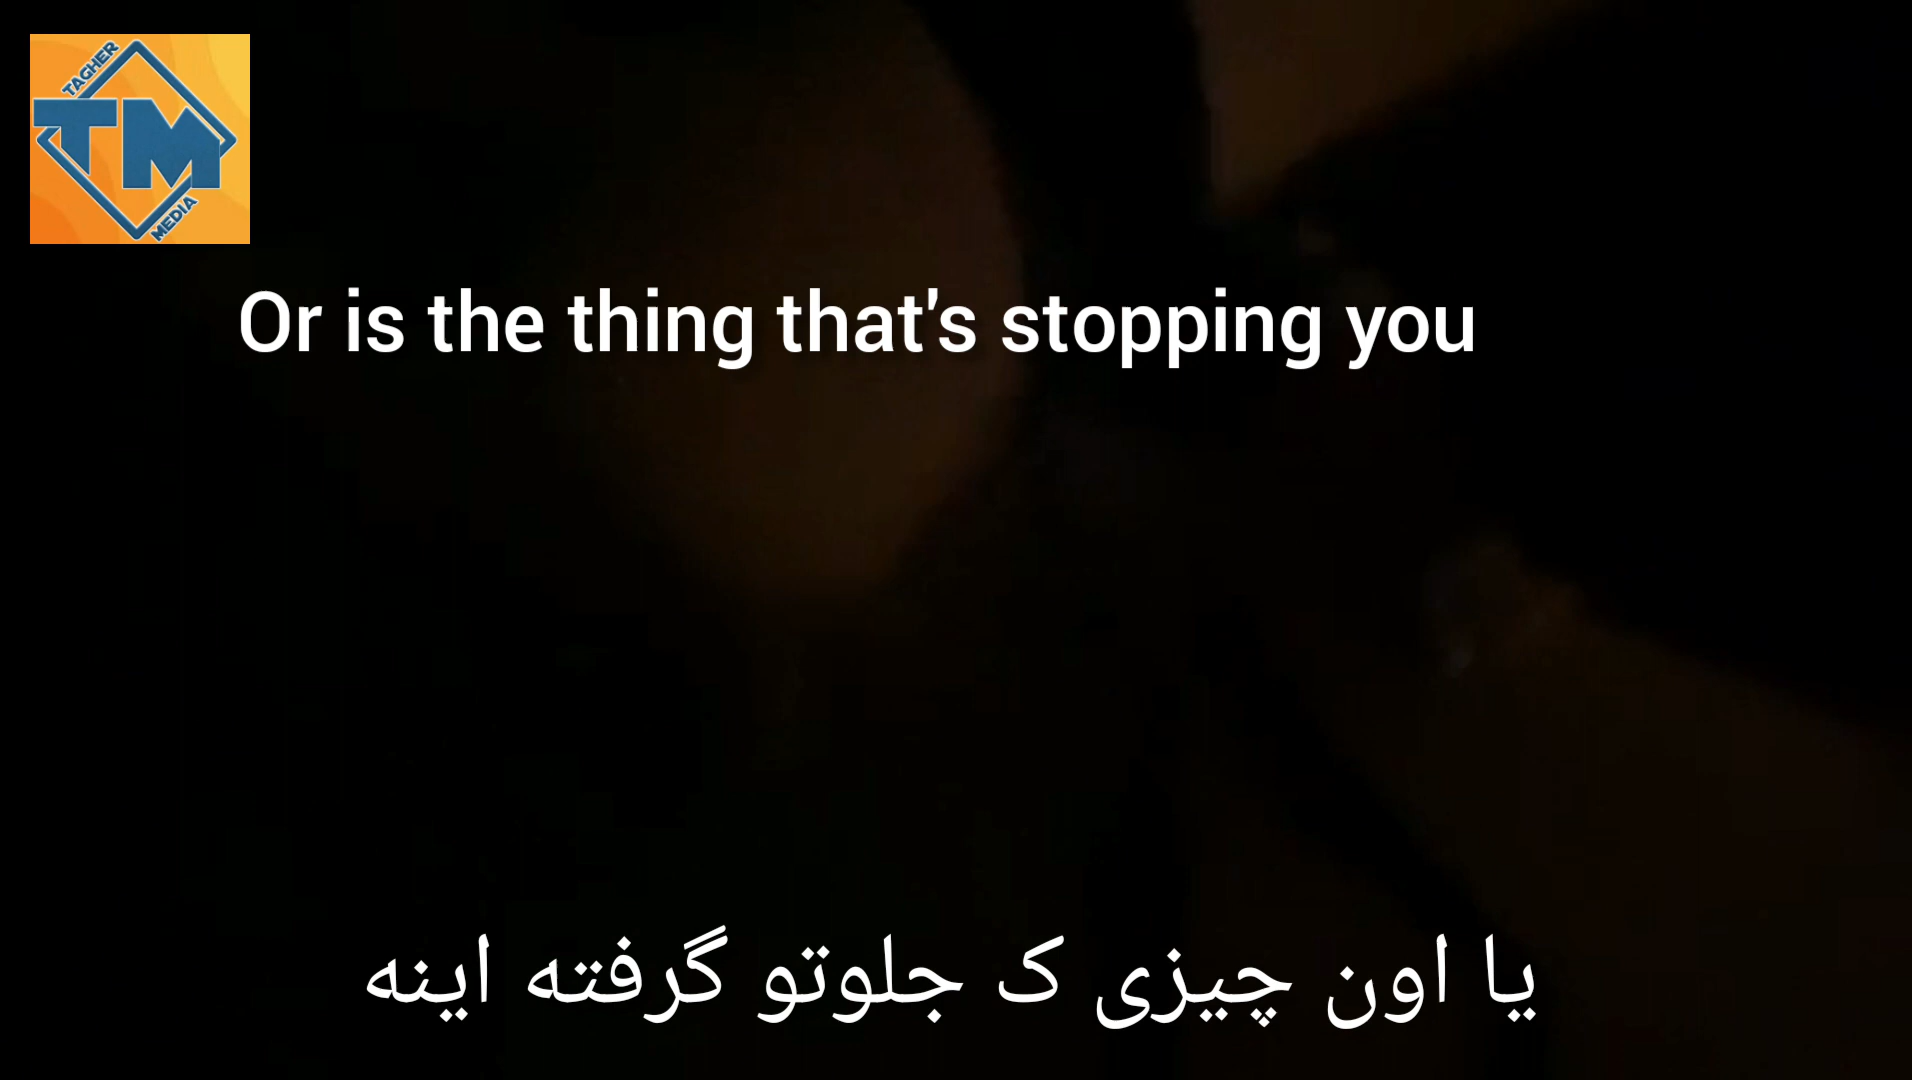 TAGHER
TM
MEDIA
Or is the thing that's stopping you
یا اون چیزی ک جلوتو گرفته اینه